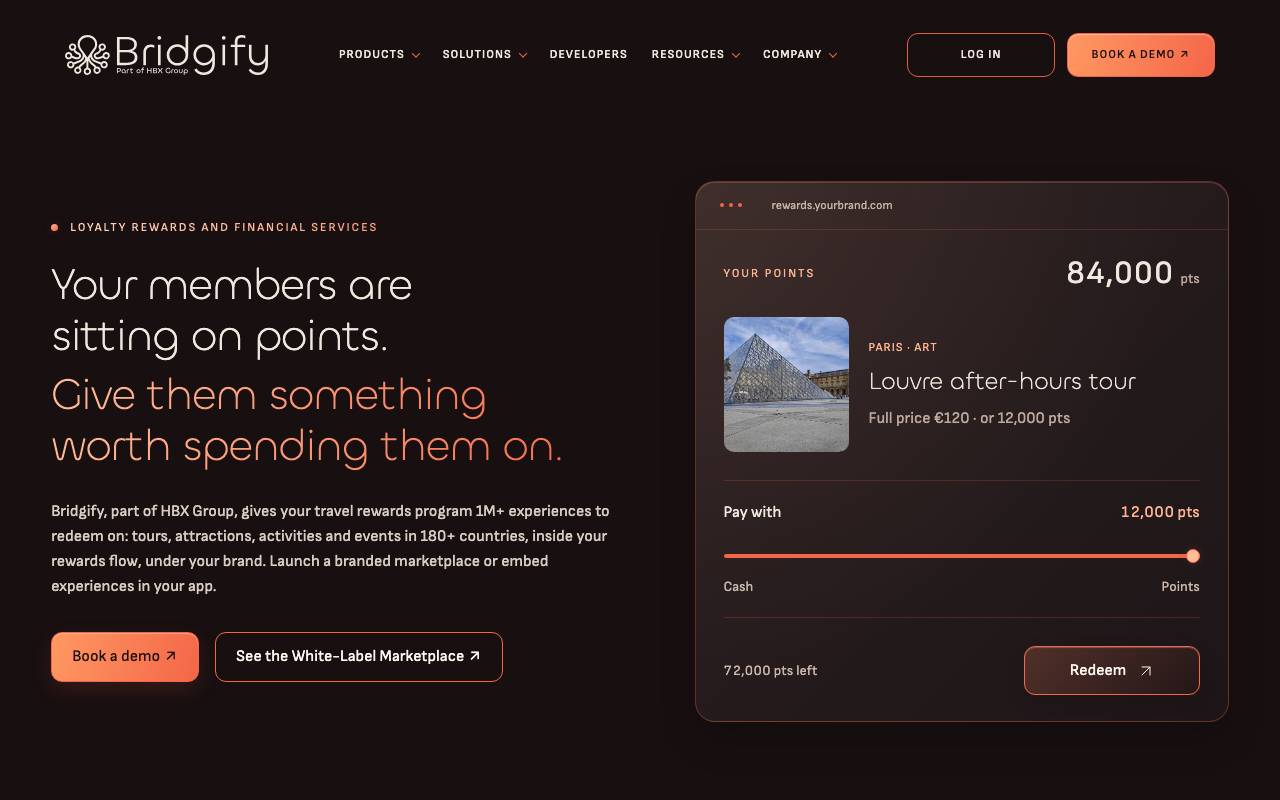 Bridgify
Part of HBX Group
PRODUCTS
SOLUTIONS
DEVELOPERS
RESOURCES
COMPANY
LOG IN
BOOK A DEMO ↗
LOYALTY REWARDS AND FINANCIAL SERVICES
Your members are
sitting on points.
Give them something
worth spending them on.
Bridgify, part of HBX Group, gives your travel rewards program 1M+ experiences to
redeem on: tours, attractions, activities and events in 180+ countries, inside your
rewards flow, under your brand. Launch a branded marketplace or embed
experiences in your app.
Book a demo ↗
See the White-Label Marketplace ↗
rewards.yourbrand.com
YOUR POINTS
84,000 pts
PARIS · ART
Louvre after-hours tour
Full price €120 · or 12,000 pts
Pay with
12,000 pts
Cash
Points
72,000 pts left
Redeem ↗